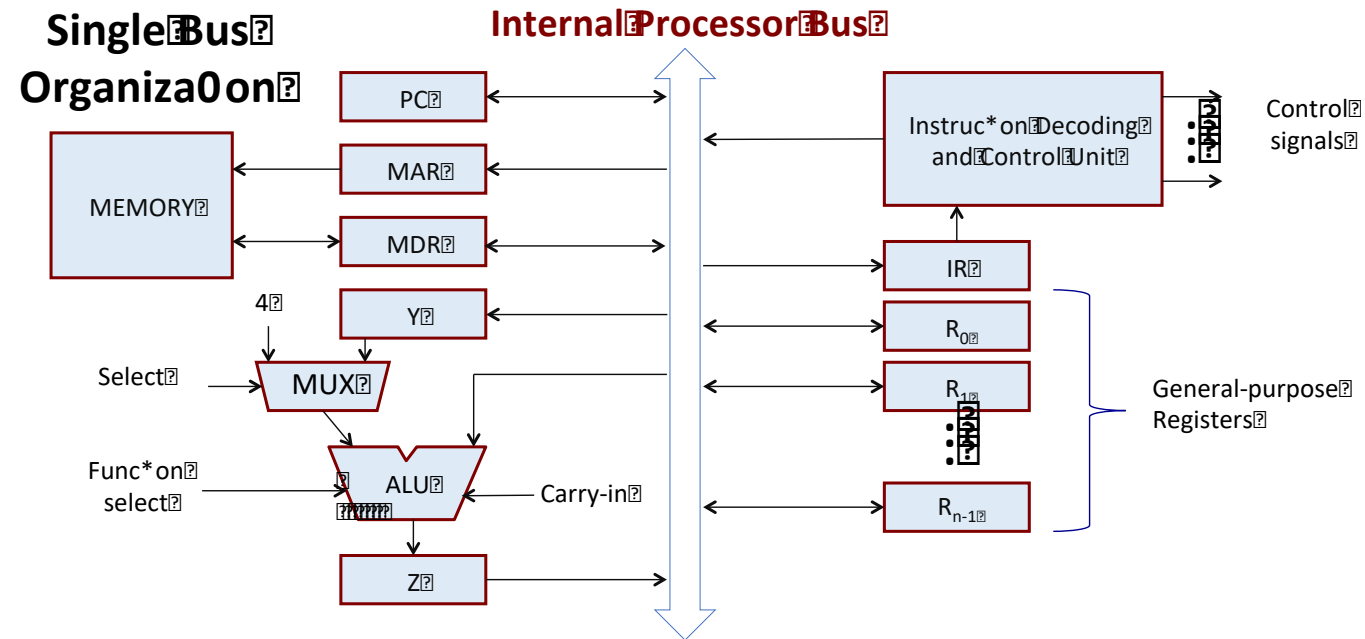 Single Bus
Organiza0on
Internal Processor Bus
PC
MAR
MEMORY
MDR
4
Y
Select
MUX
Func*on
select
ALU
Carry-in
Z
Instruc*on Decoding
and Control Unit
Control
signals
IR
R0
R1
General-purpose
Registers
Rn-1